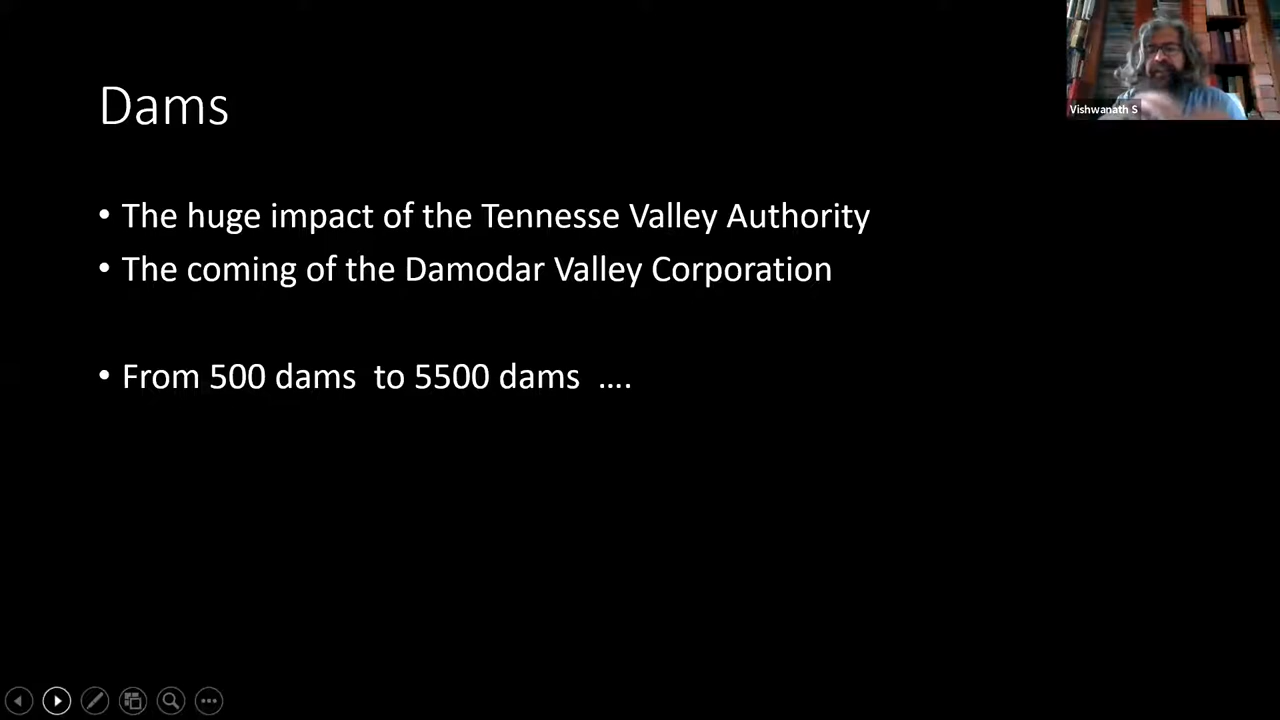 Dams
• The huge impact of the Tennesse Valley Authority
• The coming of the Damodar Valley Corporation
• From 500 dams  to 5500 dams  ....
Vishwanath S